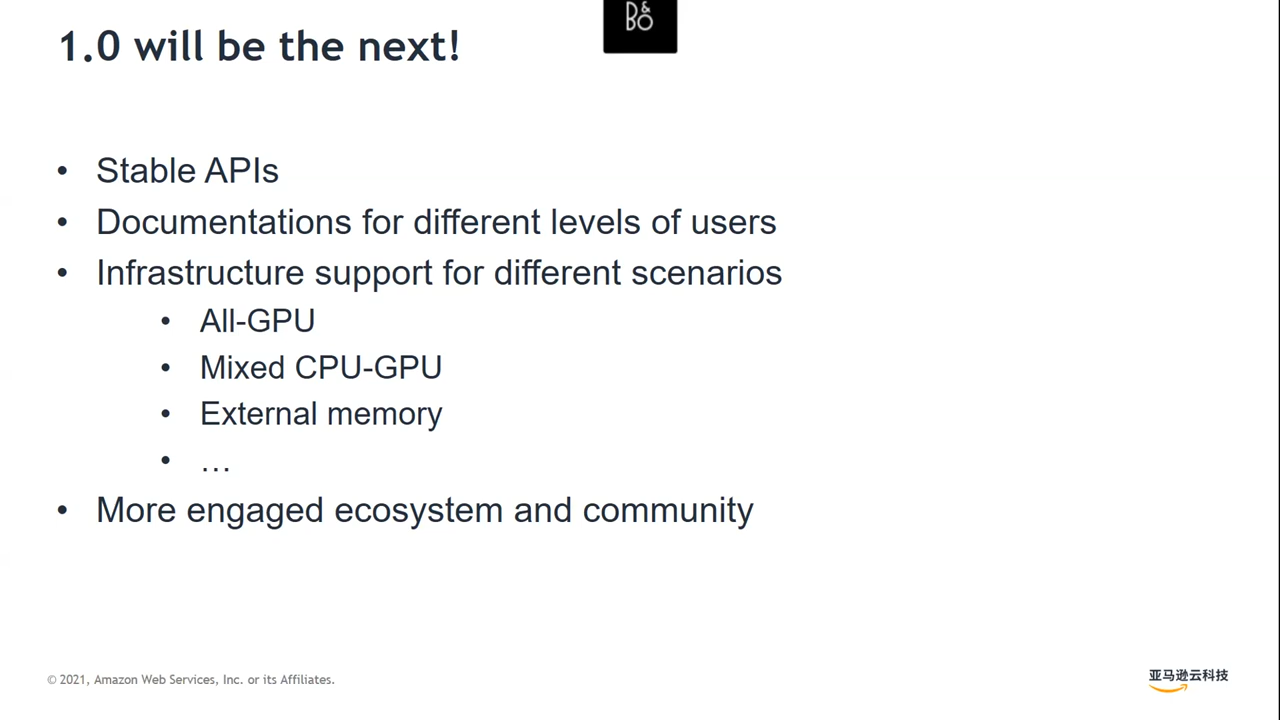 B&
BO
1.0 will be the next!
• Stable APIs
• Documentations for different levels of users
• Infrastructure support for different scenarios
• All-GPU
• Mixed CPU-GPU
• External memory
• …
• More engaged ecosystem and community
© 2021, Amazon Web Services, Inc. or its Affiliates.
亚马逊云科技